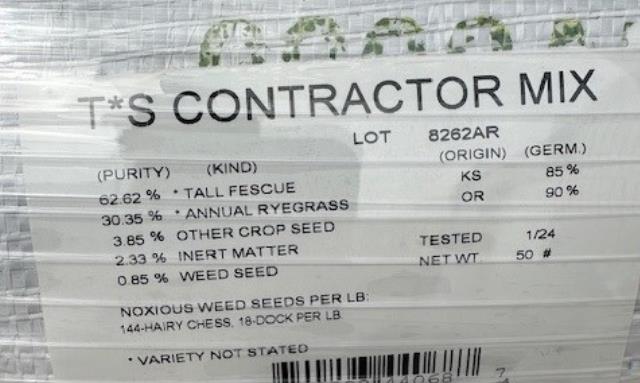 T*S CONTRACTOR MIX
LOT 8262AR
(PURITY) (KIND) (ORIGIN) (GERM.)
62.62 % * TALL FESCUE KS 85 %
30.35 % * ANNUAL RYEGRASS OR 90 %
3.85 % OTHER CROP SEED
2.33 % INERT MATTER TESTED 1/24
0.85 % WEED SEED NET WT. 50 #
NOXIOUS WEED SEEDS PER LB:
144-HAIRY CHESS, 18-DOCK PER LB
* VARIETY NOT STATED